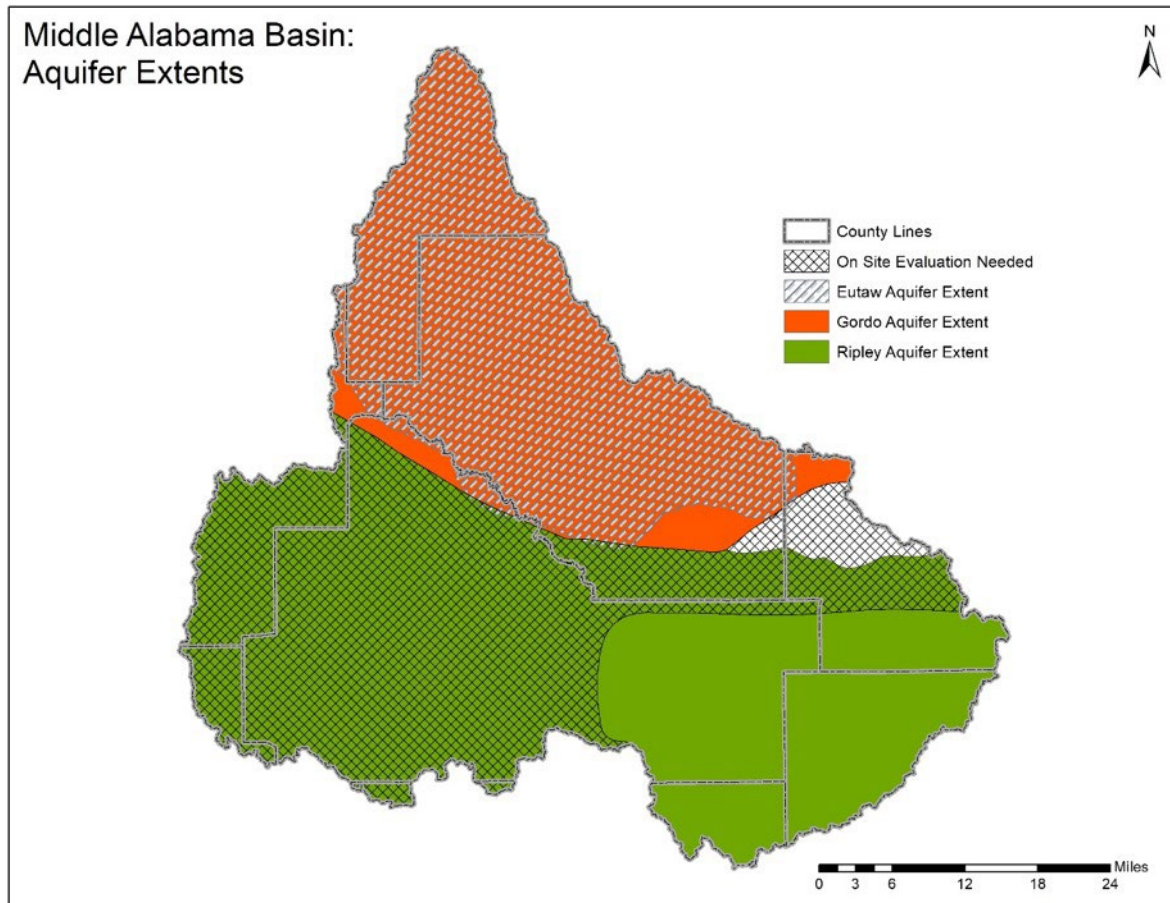 Middle Alabama Basin:
Aquifer Extents
N
County Lines
On Site Evaluation Needed
Eutaw Aquifer Extent
Gordo Aquifer Extent
Ripley Aquifer Extent
Miles
0 3 6 12 18 24